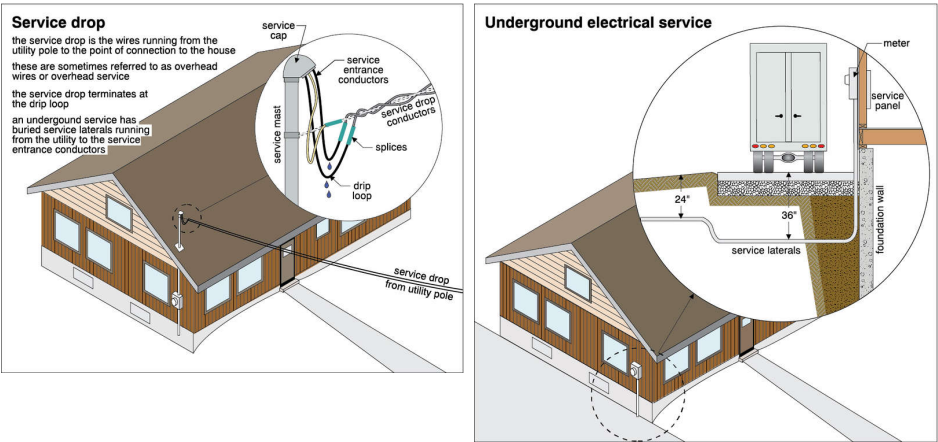 Service drop
the service drop is the wires running from the
utility pole to the point of connection to the house
these are sometimes referred to as overhead
wires or overhead service
the service drop terminates at
the drip loop
an undergound service has
buried service laterals running
from the utility to the service
entrance conductors
service
cap
service
entrance
conductors
service mast
service drop
conductors
splices
drip
loop
service drop
from utility pole
Underground electrical service
meter
service
panel
24"
36"
service laterals
foundation wall